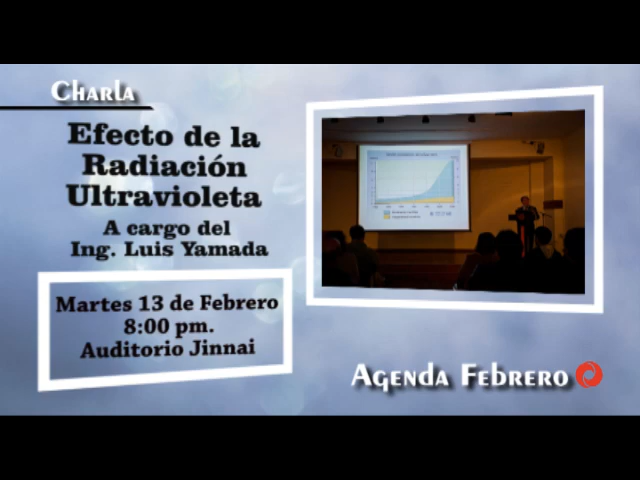 Charla
Efecto de la
Radiación
Ultravioleta
A cargo del
Ing. Luis Yamada
Martes 13 de Febrero
8:00 pm.
Auditorio Jinnai
Agenda Febrero